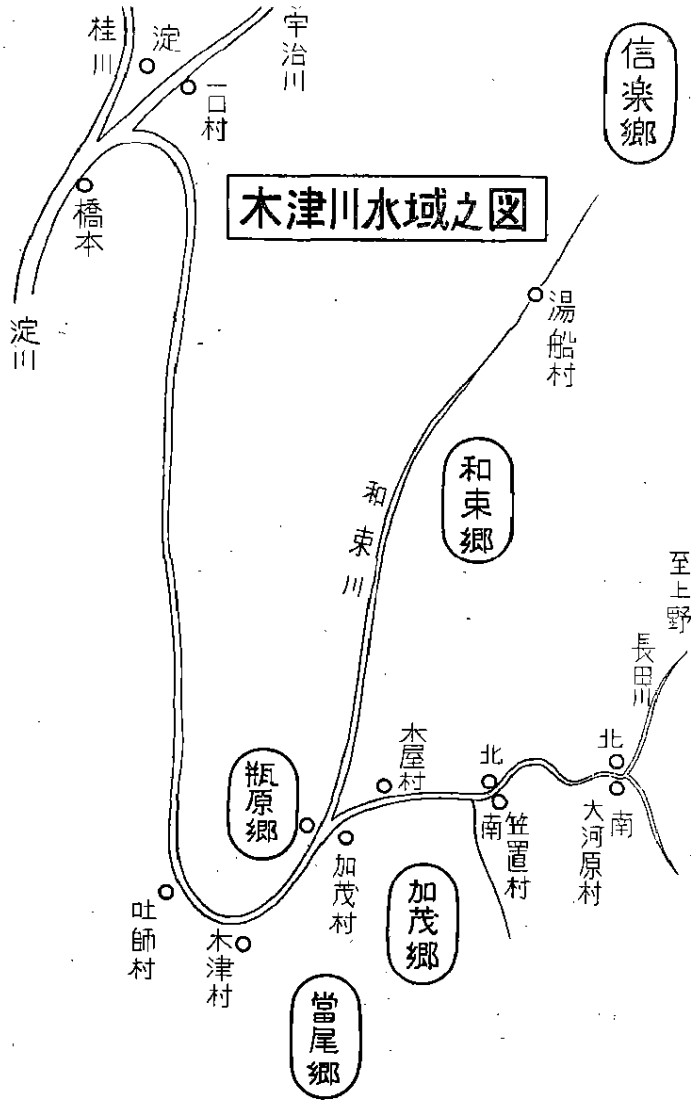 木津川水域之図
信楽郷
宇治川
淀
桂川
一口村
橋本
淀川
湯船村
和束郷
和束川
至上野
長田川
北
南
大河原村
北
南
笠置村
木屋村
瓶原郷
加茂村
加茂郷
吐師村
木津村
當尾郷